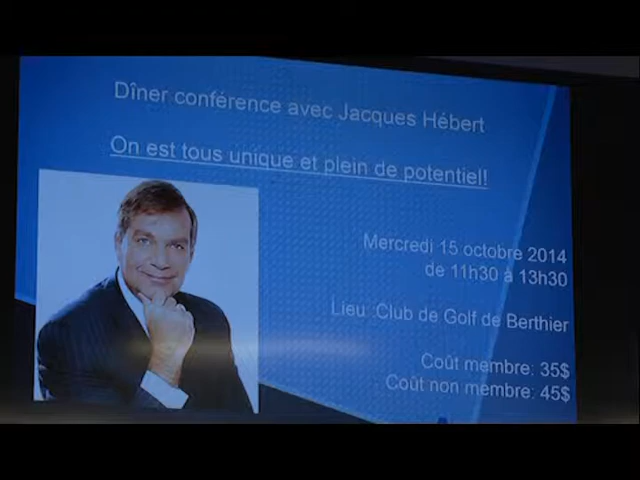 Dîner conférence avec Jacques Hébert
On est tous unique et plein de potentiel!
Mercredi 15 octobre 2014
de 11h30 à 13h30
Lieu: Club de Golf de Berthier
Coût membre: 35$
Coût non membre: 45$